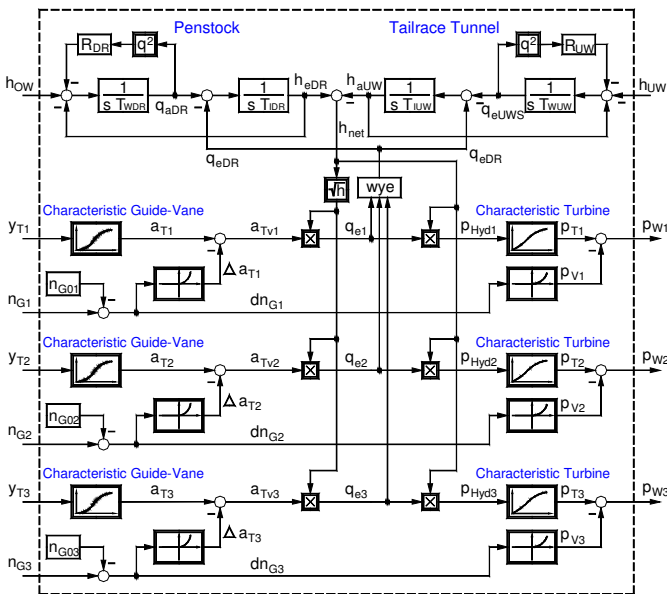 Penstock Tailrace Tunnel
R_DR q² q² R_UW
h_OW 1 / s T_WDR q_aDR 1 / s T_IDR h_eDR h_aUW 1 / s T_IUW q_eUWS 1 / s T_WUW h_UW
h_net
q_eDR q_eDR
√h wye
Characteristic Guide-Vane Characteristic Turbine
y_T1 a_T1 a_Tv1 q_e1 p_Hyd1 p_T1 p_W1
n_G01 Δ a_T1 p_V1
n_G1 dn_G1
Characteristic Guide-Vane Characteristic Turbine
y_T2 a_T2 a_Tv2 q_e2 p_Hyd2 p_T2 p_W2
n_G02 Δ a_T2 p_V2
n_G2 dn_G2
Characteristic Guide-Vane Characteristic Turbine
y_T3 a_T3 a_Tv3 q_e3 p_Hyd3 p_T3 p_W3
n_G03 Δ a_T3 p_V3
n_G3 dn_G3